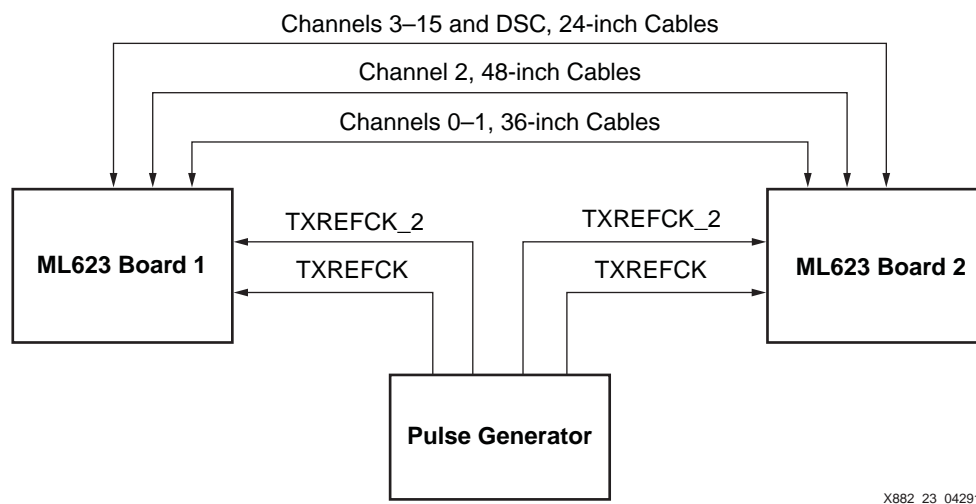 Channels 3–15 and DSC, 24-inch Cables
Channel 2, 48-inch Cables
Channels 0–1, 36-inch Cables
ML623 Board 1
TXREFCK_2
TXREFCK
TXREFCK_2
TXREFCK
ML623 Board 2
Pulse Generator